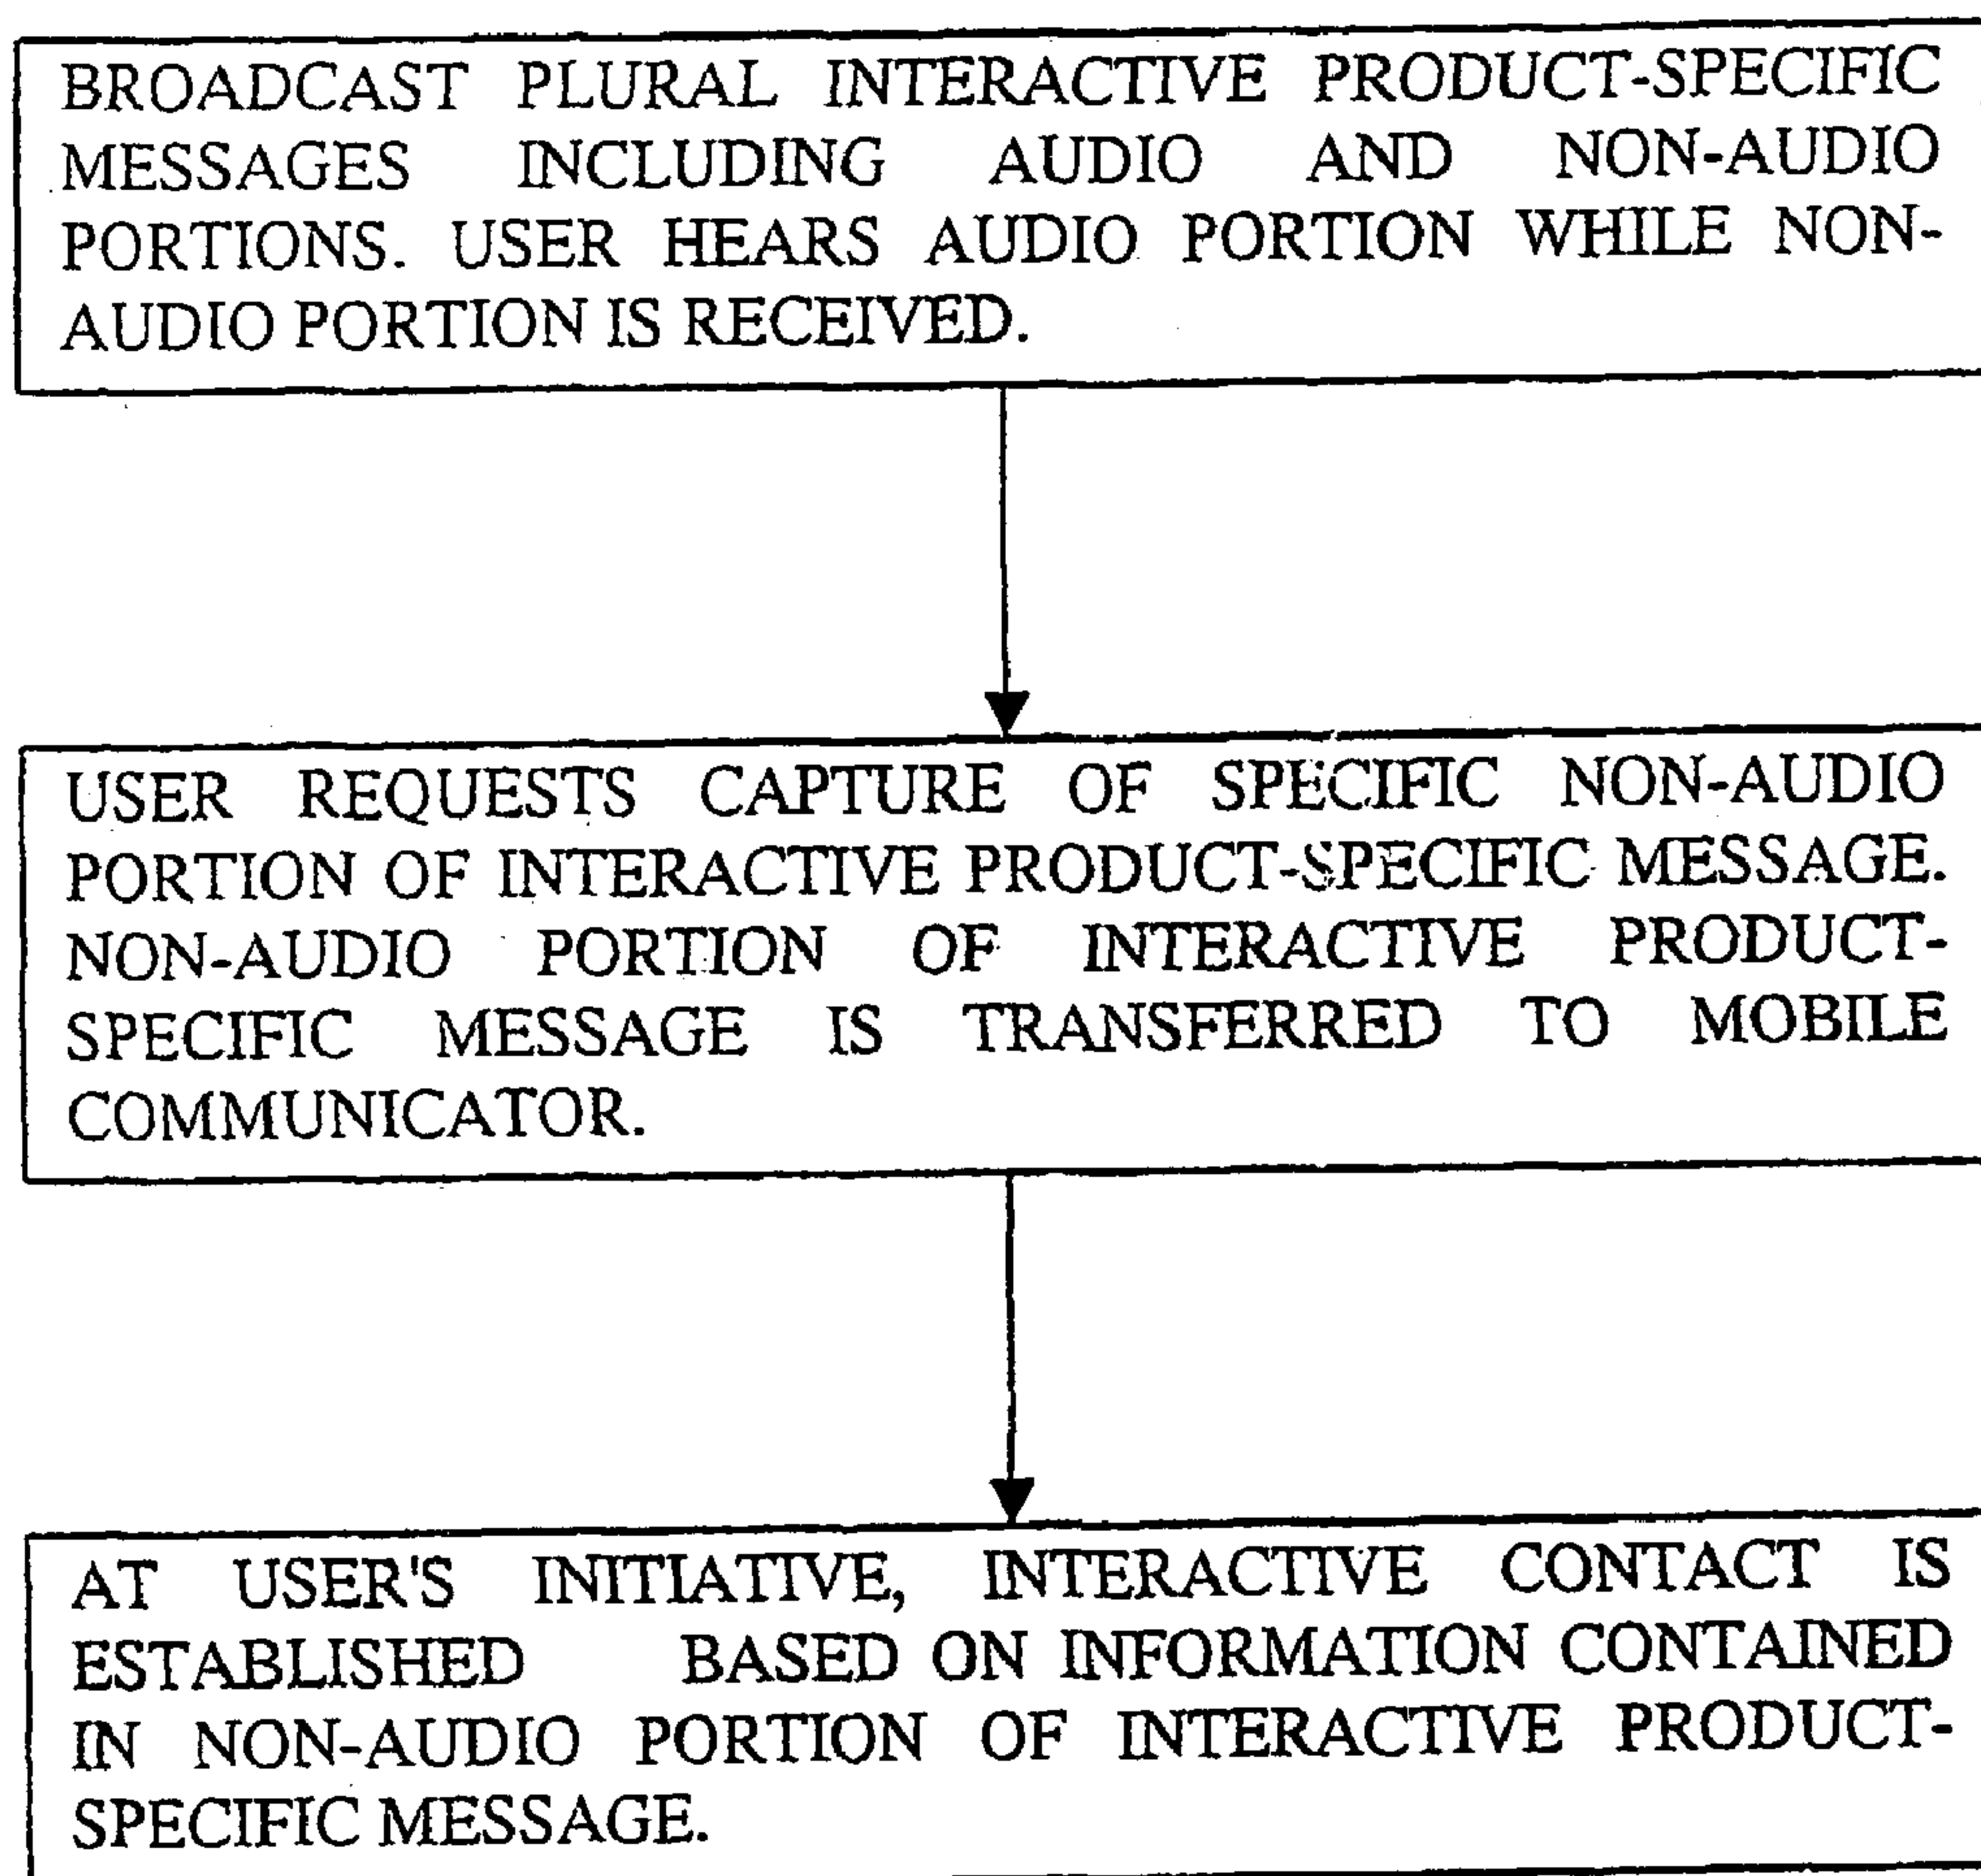 BROADCAST PLURAL INTERACTIVE PRODUCT-SPECIFIC
MESSAGES INCLUDING AUDIO AND NON-AUDIO
PORTIONS. USER HEARS AUDIO PORTION WHILE NON-
AUDIO PORTION IS RECEIVED.
USER REQUESTS CAPTURE OF SPECIFIC NON-AUDIO
PORTION OF INTERACTIVE PRODUCT-SPECIFIC MESSAGE.
NON-AUDIO PORTION OF INTERACTIVE PRODUCT-
SPECIFIC MESSAGE IS TRANSFERRED TO MOBILE
COMMUNICATOR.
AT USER'S INITIATIVE, INTERACTIVE CONTACT IS
ESTABLISHED BASED ON INFORMATION CONTAINED
IN NON-AUDIO PORTION OF INTERACTIVE PRODUCT-
SPECIFIC MESSAGE.